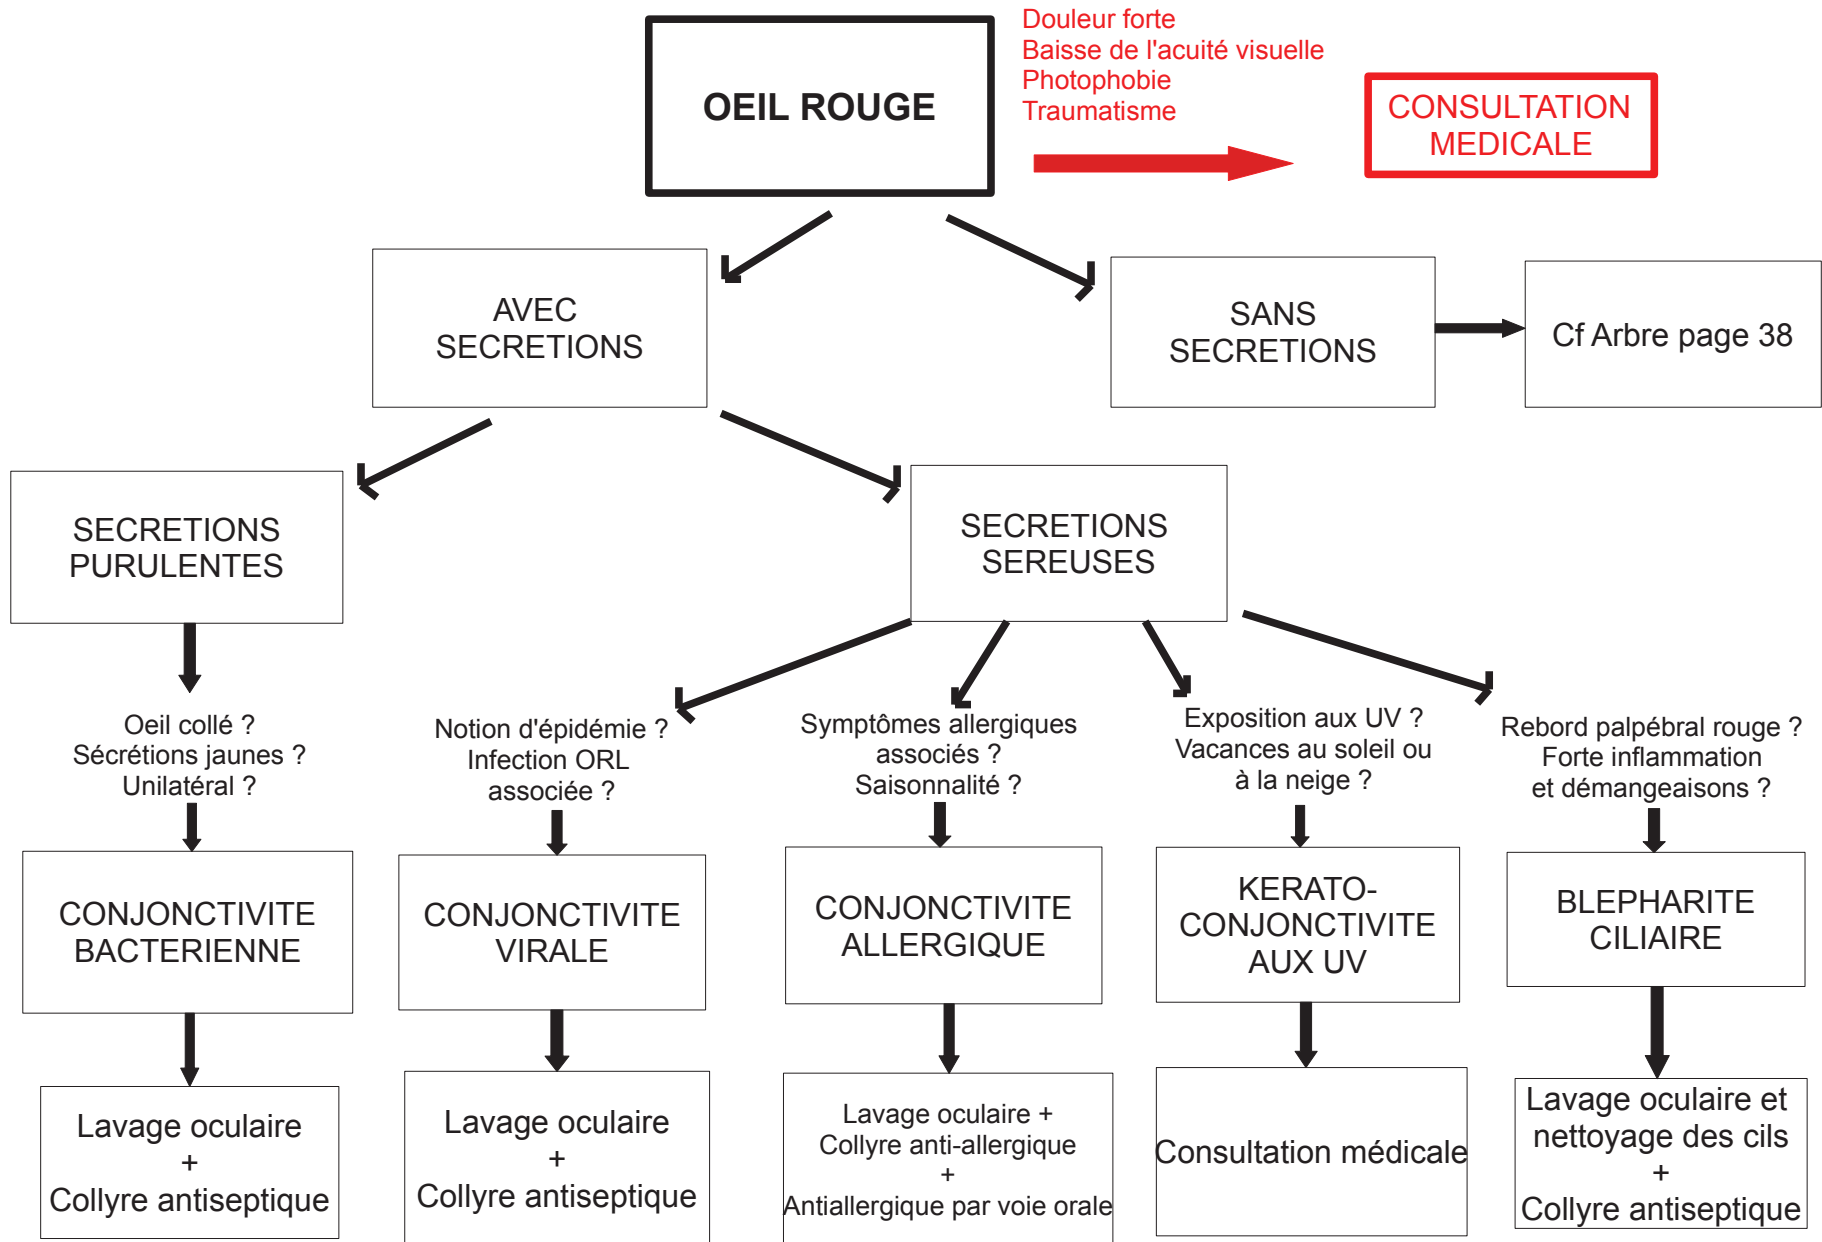 OEIL ROUGE
Douleur forte
Baisse de l'acuité visuelle
Photophobie
Traumatisme
CONSULTATION
MEDICALE
AVEC
SECRETIONS
SANS
SECRETIONS
Cf Arbre page 38
SECRETIONS
PURULENTES
SECRETIONS
SEREUSES
Oeil collé ?
Sécrétions jaunes ?
Unilatéral ?
Notion d'épidémie ?
Infection ORL
associée ?
Symptômes allergiques
associés ?
Saisonnalité ?
Exposition aux UV ?
Vacances au soleil ou
à la neige ?
Rebord palpébral rouge ?
Forte inflammation
et démangeaisons ?
CONJONCTIVITE
BACTERIENNE
CONJONCTIVITE
VIRALE
CONJONCTIVITE
ALLERGIQUE
KERATO-
CONJONCTIVITE
AUX UV
BLEPHARITE
CILIAIRE
Lavage oculaire
+
Collyre antiseptique
Lavage oculaire
+
Collyre antiseptique
Lavage oculaire +
Collyre anti-allergique
+
Antiallergique par voie orale
Consultation médicale
Lavage oculaire et
nettoyage des cils
+
Collyre antiseptique